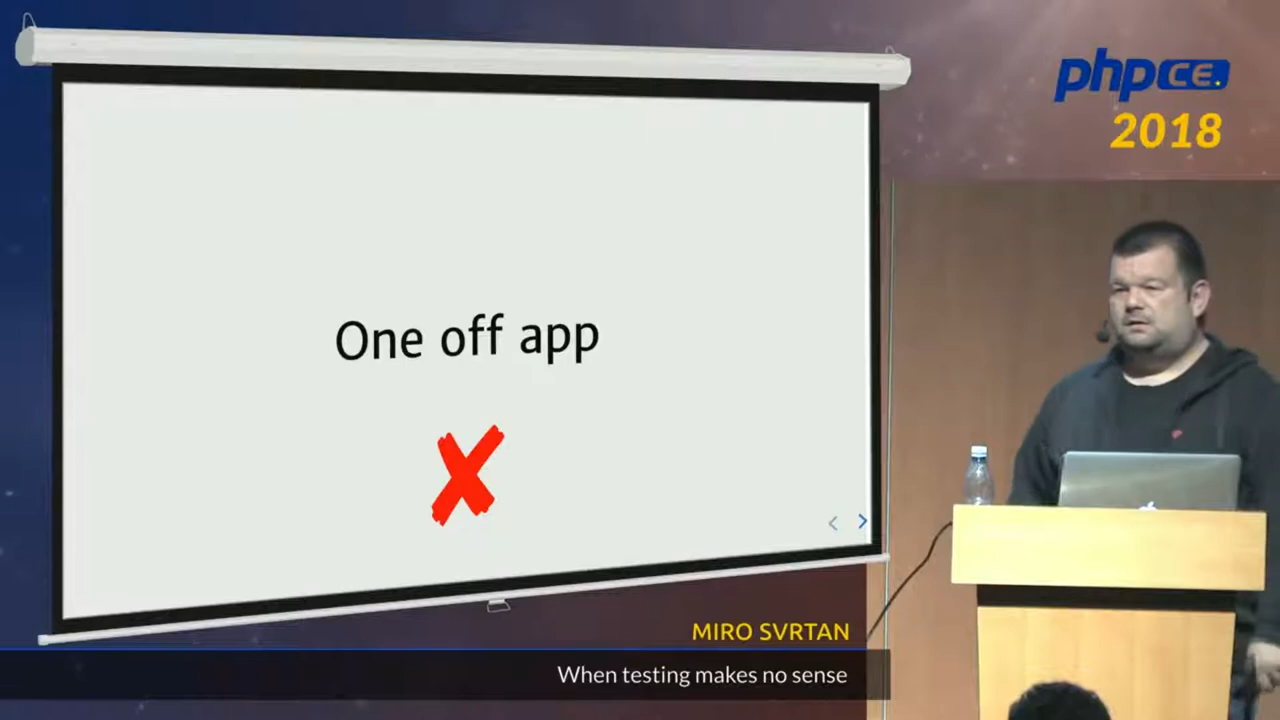 phpCE.
2018
One off app
MIRO SVRTAN
When testing makes no sense